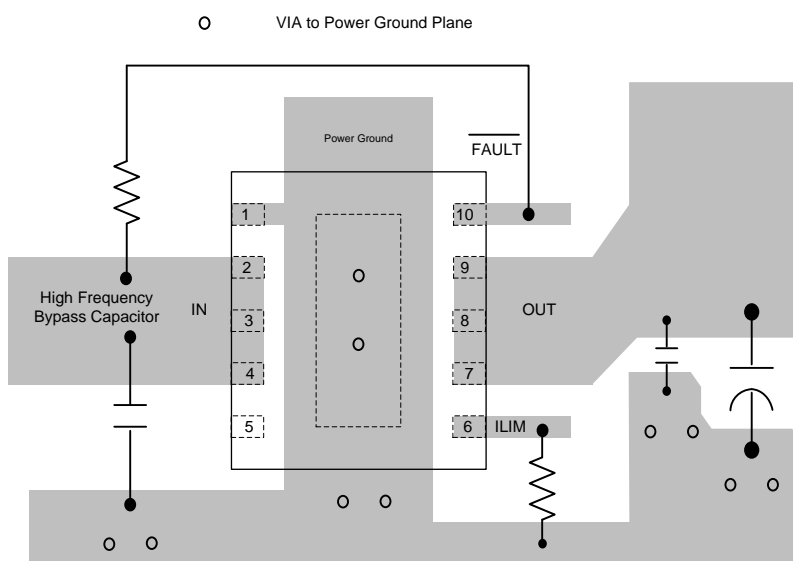 VIA to Power Ground Plane
Power Ground
FAULT
1
10
2
9
High Frequency
Bypass Capacitor
IN
3
8
OUT
4
7
5
6
ILIM